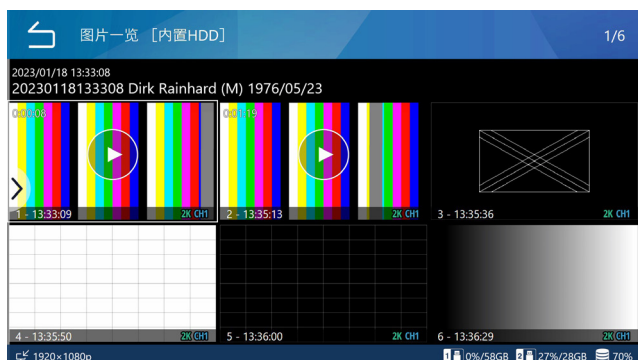 图片一览 [内置HDD]
1/6
2023/01/18 13:33:08
20230118133308 Dirk Rainhard (M) 1976/05/23
0:00:08
0:01:19
1 - 13:33:09 2K CH1
2 - 13:35:13 2K CH1
3 - 13:35:36 2K CH1
4 - 13:35:50 2K CH1
5 - 13:36:00 2K CH1
6 - 13:36:29 2K CH1
1920×1080p
1 0%/58GB 2 27%/28GB 70%